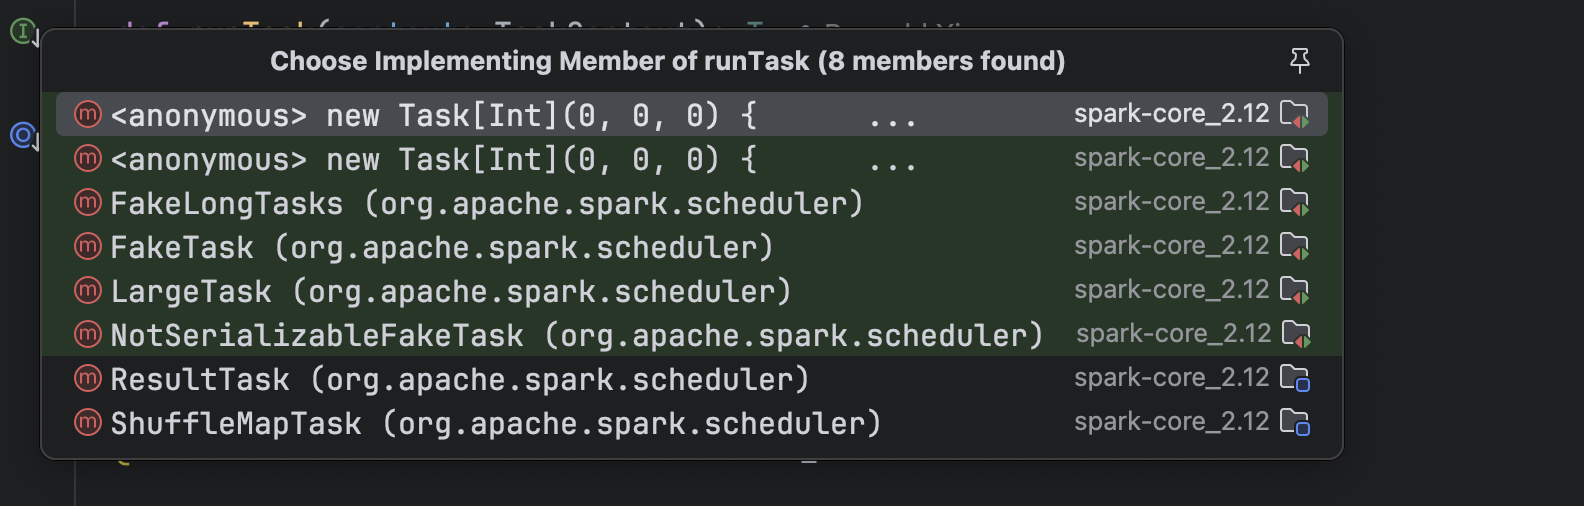 Choose Implementing Member of runTask (8 members found)
<anonymous> new Task[Int](0, 0, 0) { ... spark-core_2.12
<anonymous> new Task[Int](0, 0, 0) { ... spark-core_2.12
FakeLongTasks (org.apache.spark.scheduler) spark-core_2.12
FakeTask (org.apache.spark.scheduler) spark-core_2.12
LargeTask (org.apache.spark.scheduler) spark-core_2.12
NotSerializableFakeTask (org.apache.spark.scheduler) spark-core_2.12
ResultTask (org.apache.spark.scheduler) spark-core_2.12
ShuffleMapTask (org.apache.spark.scheduler) spark-core_2.12